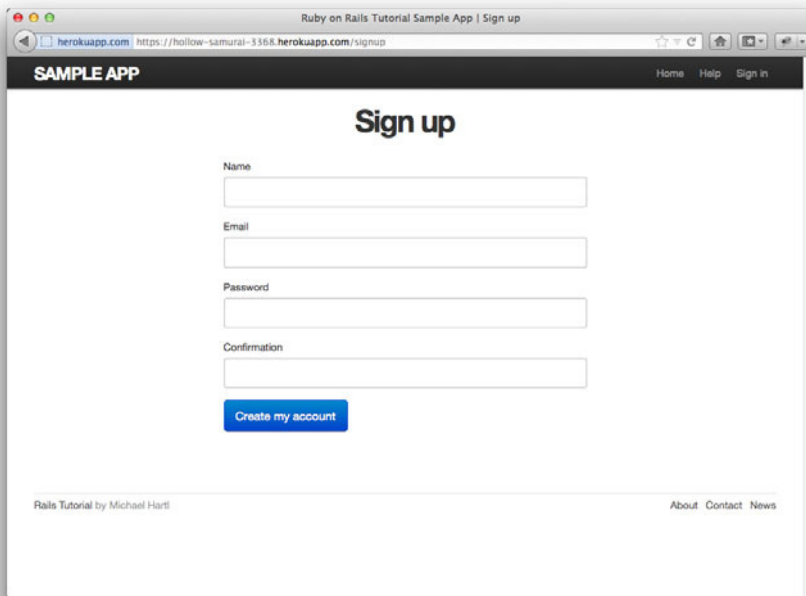 Ruby on Rails Tutorial Sample App | Sign up
herokuapp.com https://hollow-samurai-3368.herokuapp.com/signup
SAMPLE APP Home Help Sign in
Sign up
Name
Email
Password
Confirmation
Create my account
Rails Tutorial by Michael Hartl About Contact News